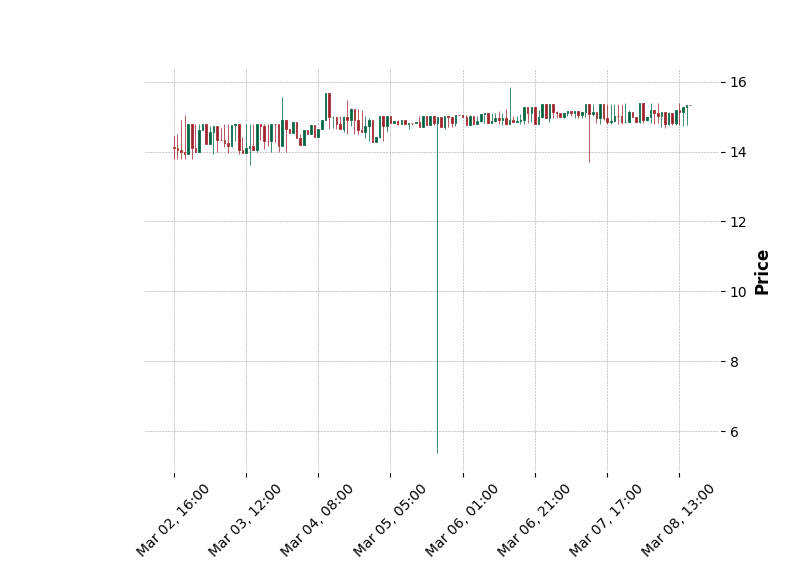 16
14
12
10
8
6
Price
Mar 02, 16:00
Mar 03, 12:00
Mar 04, 08:00
Mar 05, 05:00
Mar 06, 01:00
Mar 06, 21:00
Mar 07, 17:00
Mar 08, 13:00